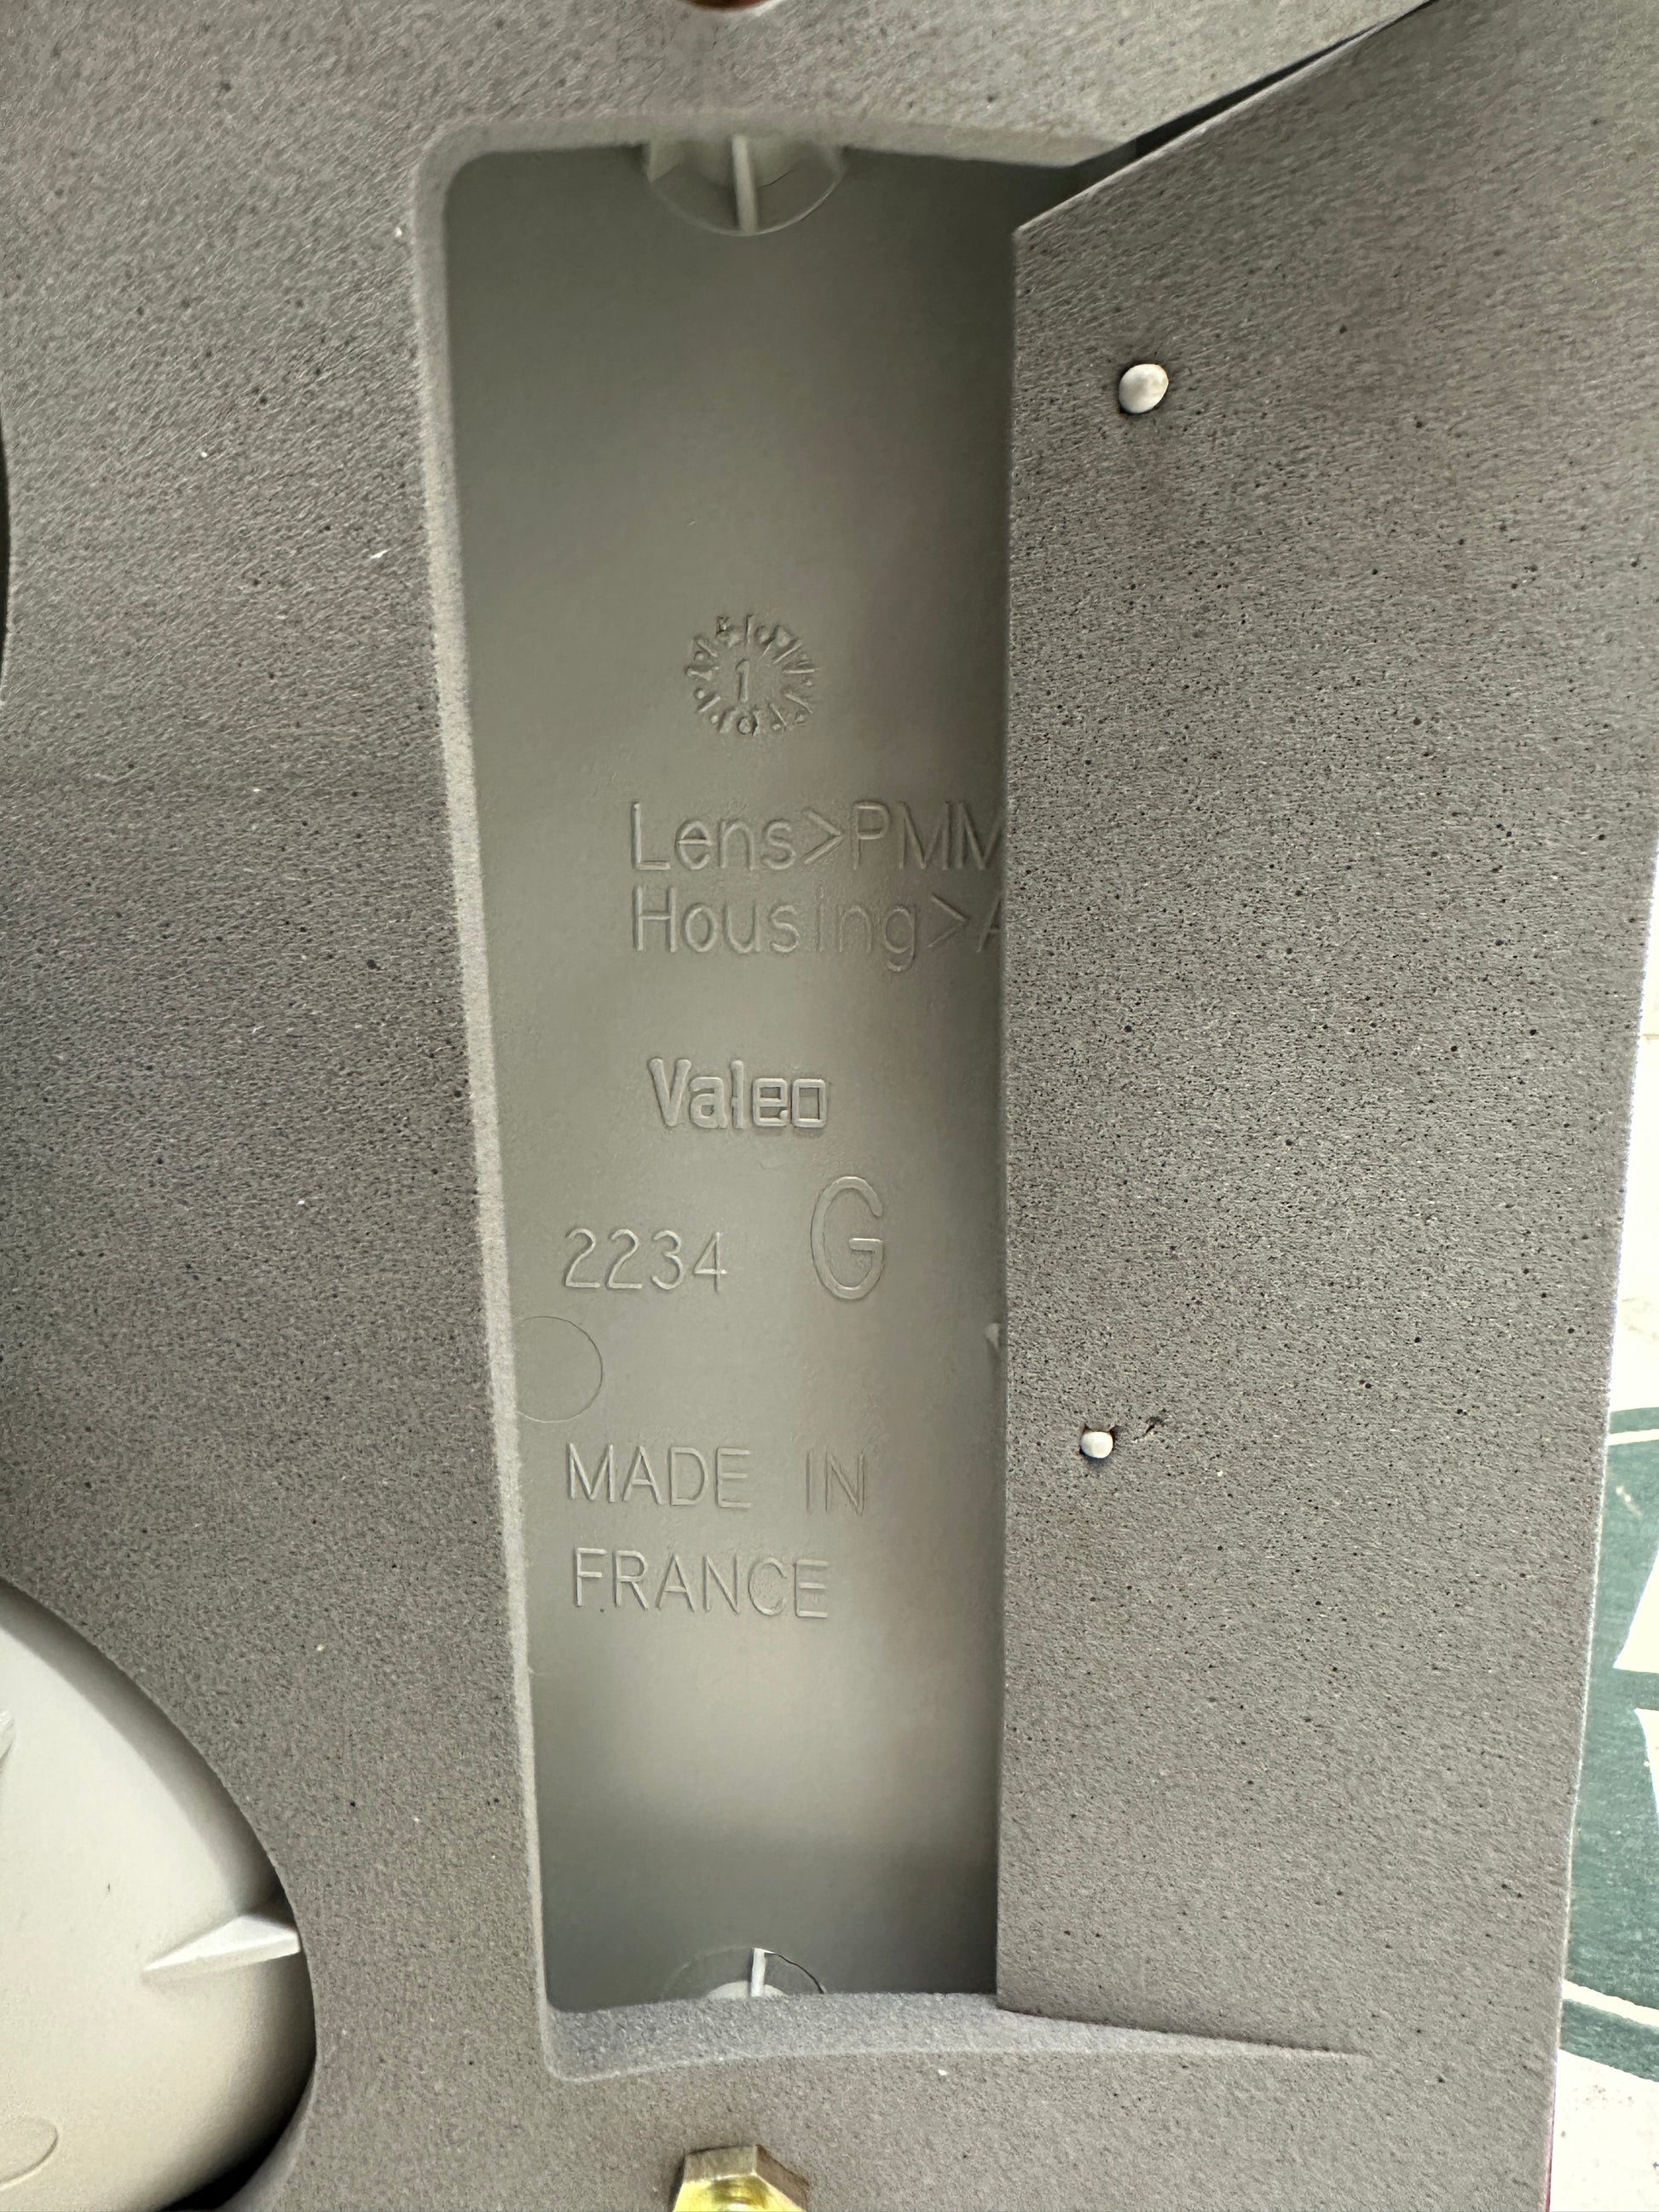 1
Lens>PMM
Housing>A
Valeo
2234 G
MADE IN
FRANCE